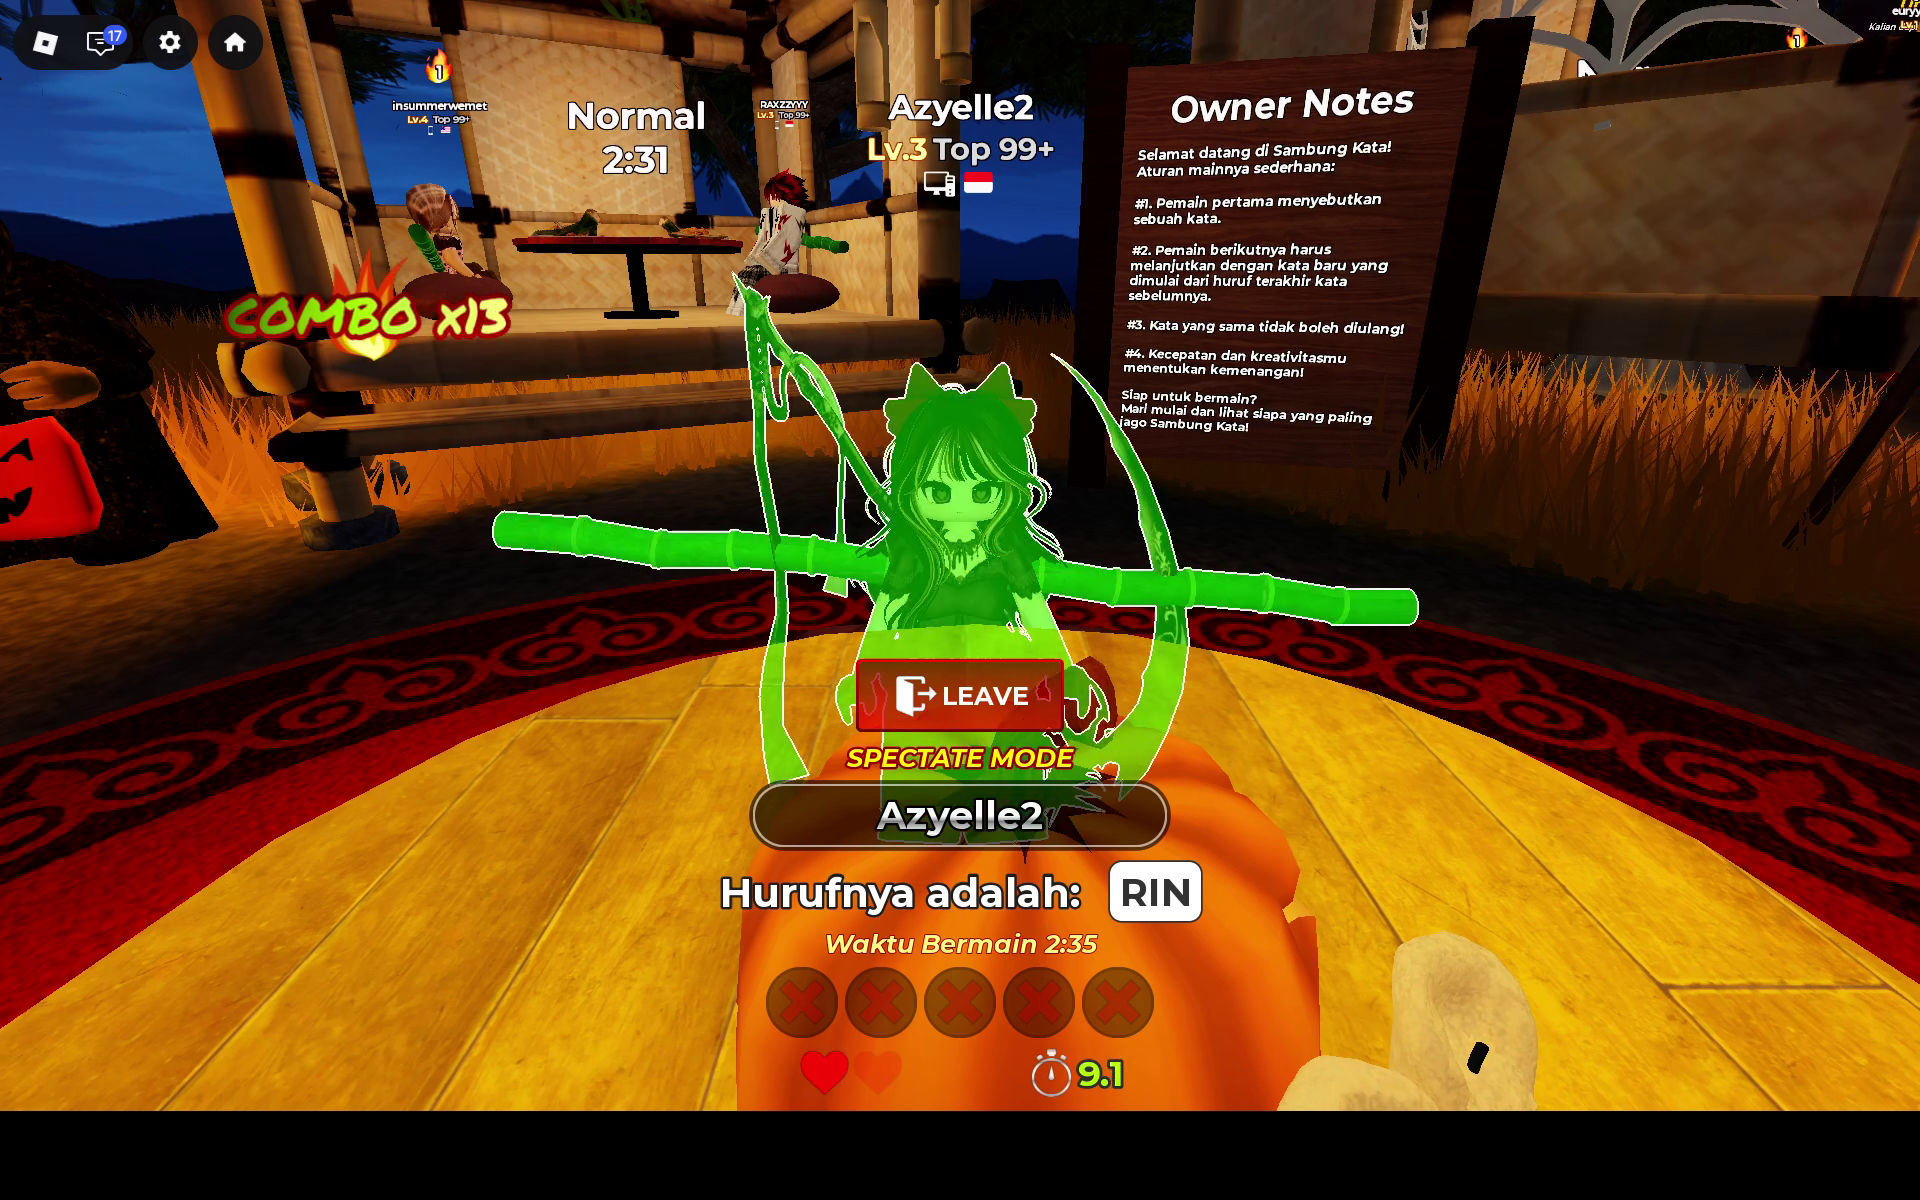 17
1
insummerwemet
Lv.4 Top 99+
Normal
2:31
RAXZZYYY
Lv.3 Top 99+
Azyelle2
Lv.3 Top 99+
COMBO x13
Owner Notes
Selamat datang di Sambung Kata!
Aturan mainnya sederhana:
#1. Pemain pertama menyebutkan
sebuah kata.
#2. Pemain berikutnya harus
melanjutkan dengan kata baru yang
dimulai dari huruf terakhir kata
sebelumnya.
#3. Kata yang sama tidak boleh diulang!
#4. Kecepatan dan kreativitasmu
menentukan kemenangan!
Siap untuk bermain?
Mari mulai dan lihat siapa yang paling
jago Sambung Kata!
1
LEAVE
SPECTATE MODE
Azyelle2
Hurufnya adalah: RIN
Waktu Bermain 2:35
9.1